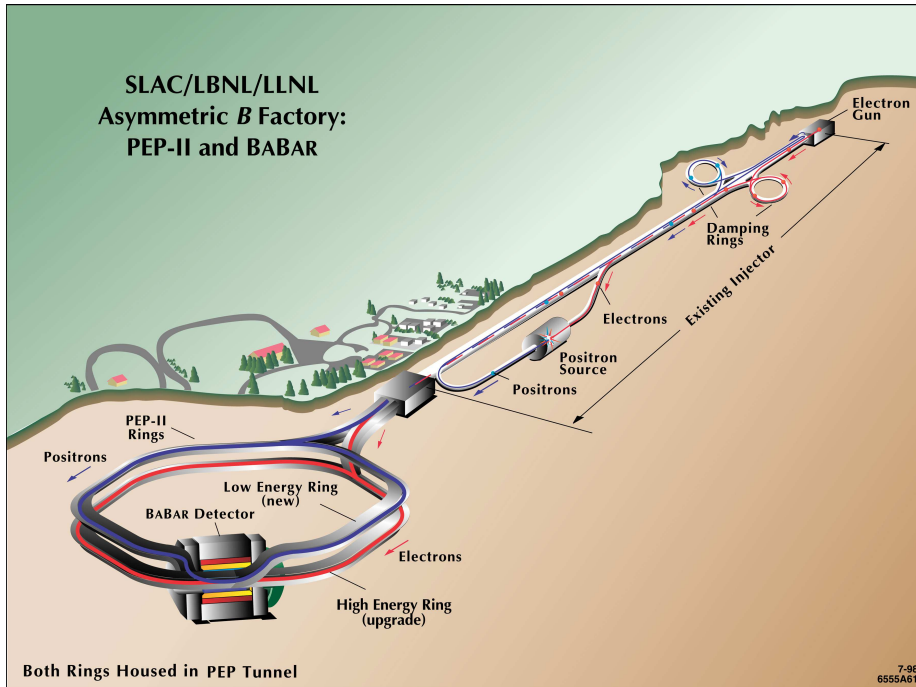 SLAC/LBNL/LLNL
Asymmetric B Factory:
PEP-II and BABAR
Electron
Gun
Damping
Rings
Existing Injector
Electrons
Positron
Source
Positrons
PEP-II
Rings
Positrons
Low Energy Ring
(new)
BABAR Detector
Electrons
High Energy Ring
(upgrade)
Both Rings Housed in PEP Tunnel
7-98
6555A61